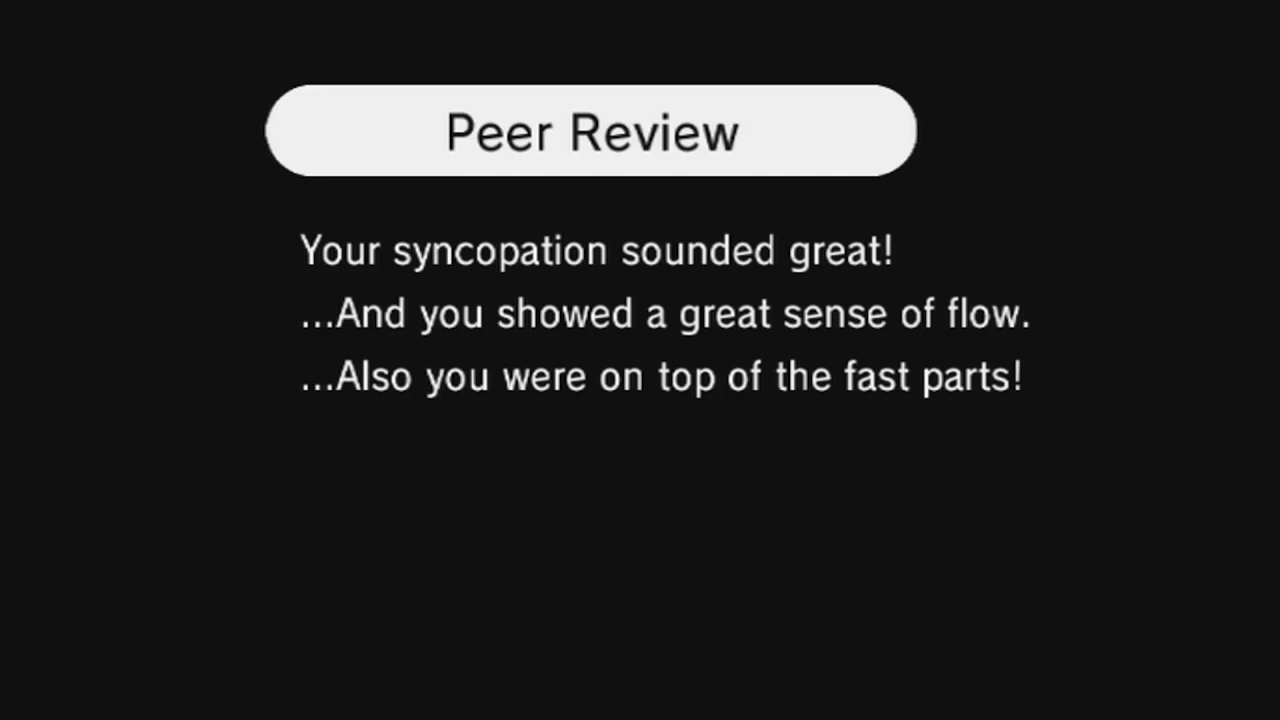 Peer Review
Your syncopation sounded great!
...And you showed a great sense of flow.
...Also you were on top of the fast parts!